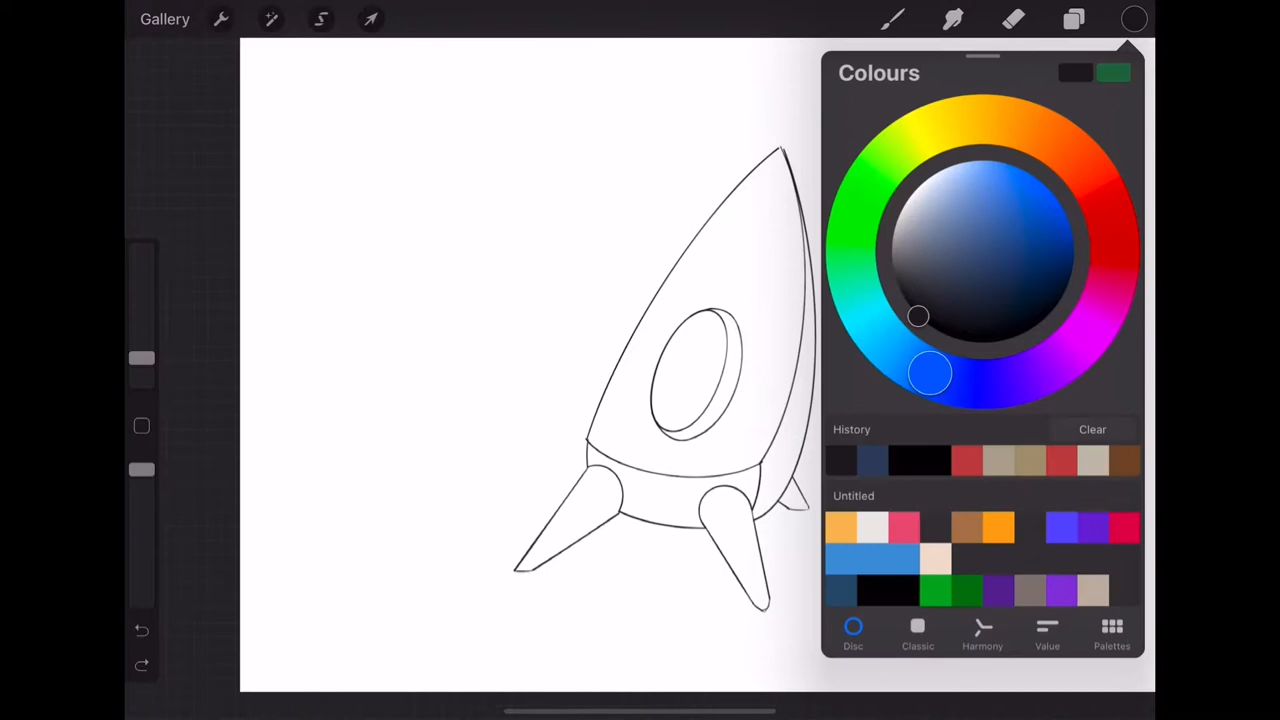 Gallery
Colours
History
Clear
Untitled
Disc
Classic
Harmony
Value
Palettes